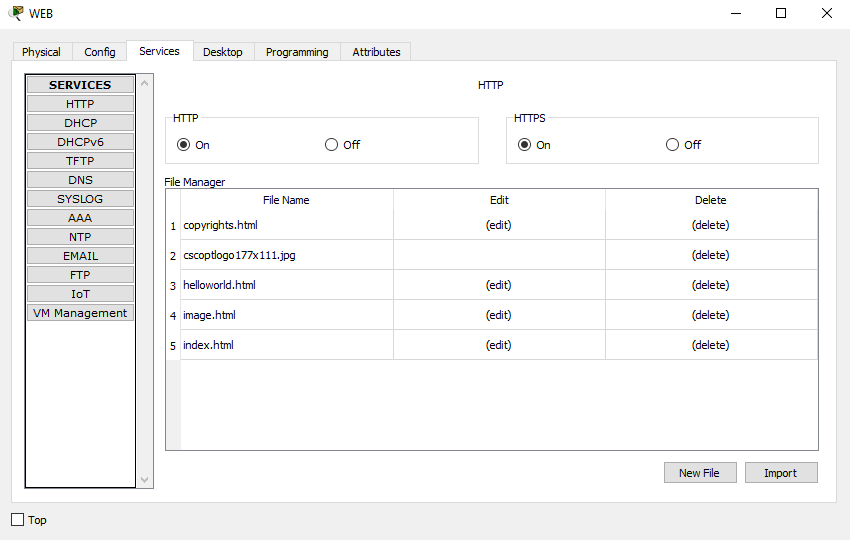 WEB
Physical Config Services Desktop Programming Attributes
SERVICES
HTTP
DHCP
DHCPv6
TFTP
DNS
SYSLOG
AAA
NTP
EMAIL
FTP
IoT
VM Management
HTTP
HTTP
On Off
HTTPS
On Off
File Manager
File Name Edit Delete
1 copyrights.html (edit) (delete)
2 cscoptlogo177x111.jpg (delete)
3 helloworld.html (edit) (delete)
4 image.html (edit) (delete)
5 index.html (edit) (delete)
New File Import
Top